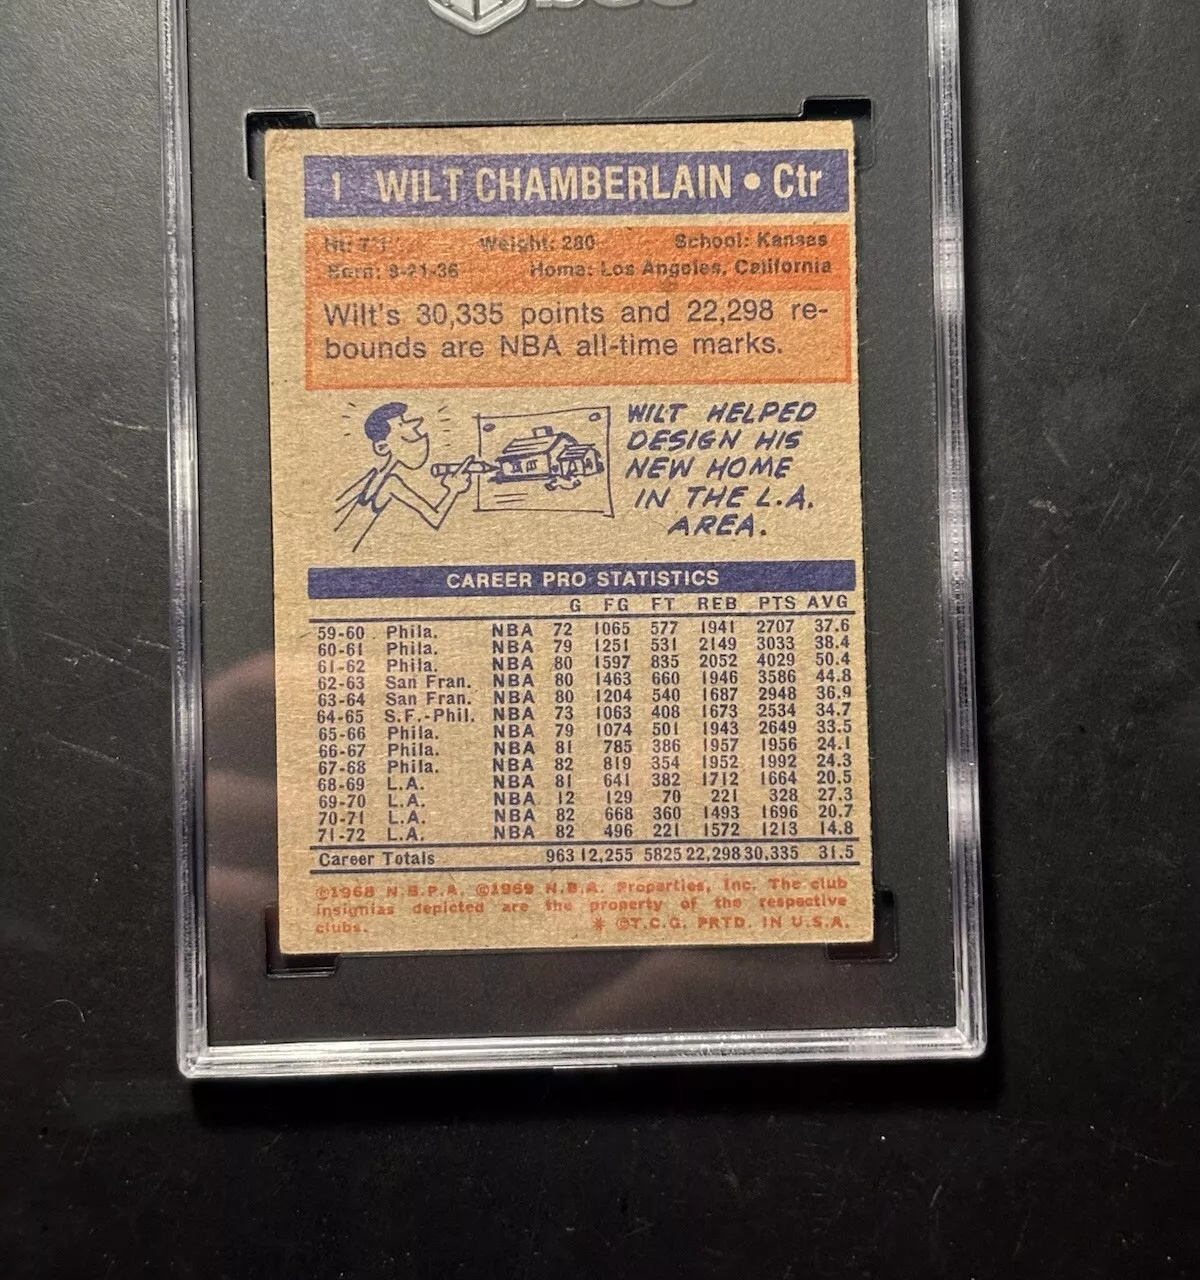 1 WILT CHAMBERLAIN • Ctr
Ht: 7'1" Weight: 280 School: Kansas
Born: 8-21-36 Home: Los Angeles, California
Wilt's 30,335 points and 22,298 re-
bounds are NBA all-time marks.
WILT HELPED
DESIGN HIS
NEW HOME
IN THE L.A.
AREA.
CAREER PRO STATISTICS
G FG FT REB PTS AVG
59-60 Phila. NBA 72 1065 577 1941 2707 37.6
60-61 Phila. NBA 79 1251 531 2149 3033 38.4
61-62 Phila. NBA 80 1597 835 2052 4029 50.4
62-63 San Fran. NBA 80 1463 660 1946 3586 44.8
63-64 San Fran. NBA 80 1204 540 1687 2948 36.9
64-65 S.F.-Phil. NBA 73 1063 408 1673 2534 34.7
65-66 Phila. NBA 79 1074 501 1943 2649 33.5
66-67 Phila. NBA 81 785 386 1957 1956 24.1
67-68 Phila. NBA 82 819 354 1952 1992 24.3
68-69 L.A. NBA 81 641 382 1712 1664 20.5
69-70 L.A. NBA 12 129 70 221 328 27.3
70-71 L.A. NBA 82 668 360 1493 1696 20.7
71-72 L.A. NBA 82 496 221 1572 1213 14.8
Career Totals 963 12,255 5825 22,298 30,335 31.5
©1968 N.B.P.A. ©1969 N.B.A. Properties, Inc. The club
insignias depicted are the property of the respective
clubs. * ©T.C.G. PRTD. IN U.S.A.